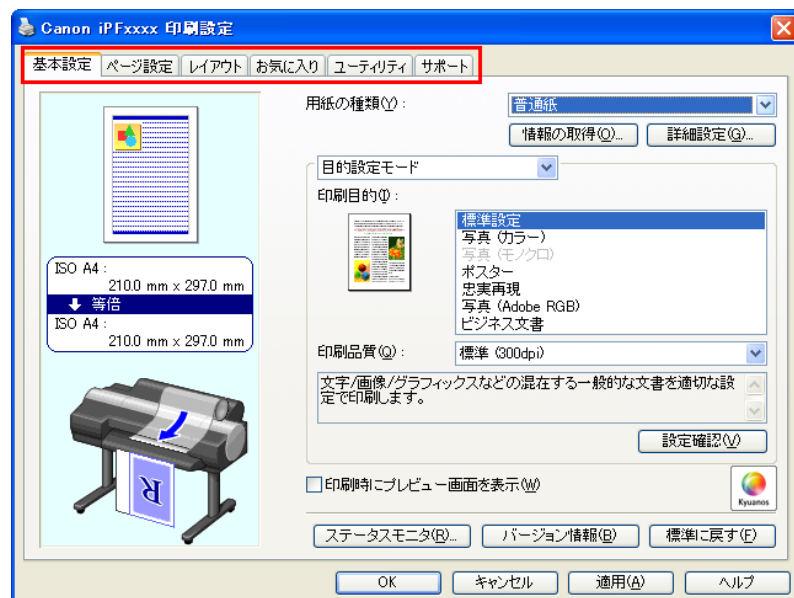 Canon iPFxxxx 印刷設定
基本設定 ページ設定 レイアウト お気に入り ユーティリティ サポート
用紙の種類(Y): 普通紙
情報の取得(O)... 詳細設定(G)...
目的設定モード
印刷目的(I):
標準設定
写真 (カラー)
写真 (モノクロ)
ポスター
忠実再現
写真 (Adobe RGB)
ビジネス文書
ISO A4 :
210.0 mm x 297.0 mm
等倍
ISO A4 :
210.0 mm x 297.0 mm
印刷品質(Q): 標準 (300dpi)
文字/画像/グラフィックスなどの混在する一般的な文書を適切な設
定で印刷します。
設定確認(V)
R
印刷時にプレビュー画面を表示(W)
Kyuanos
ステータスモニタ(R)... バージョン情報(B) 標準に戻す(F)
OK キャンセル 適用(A) ヘルプ